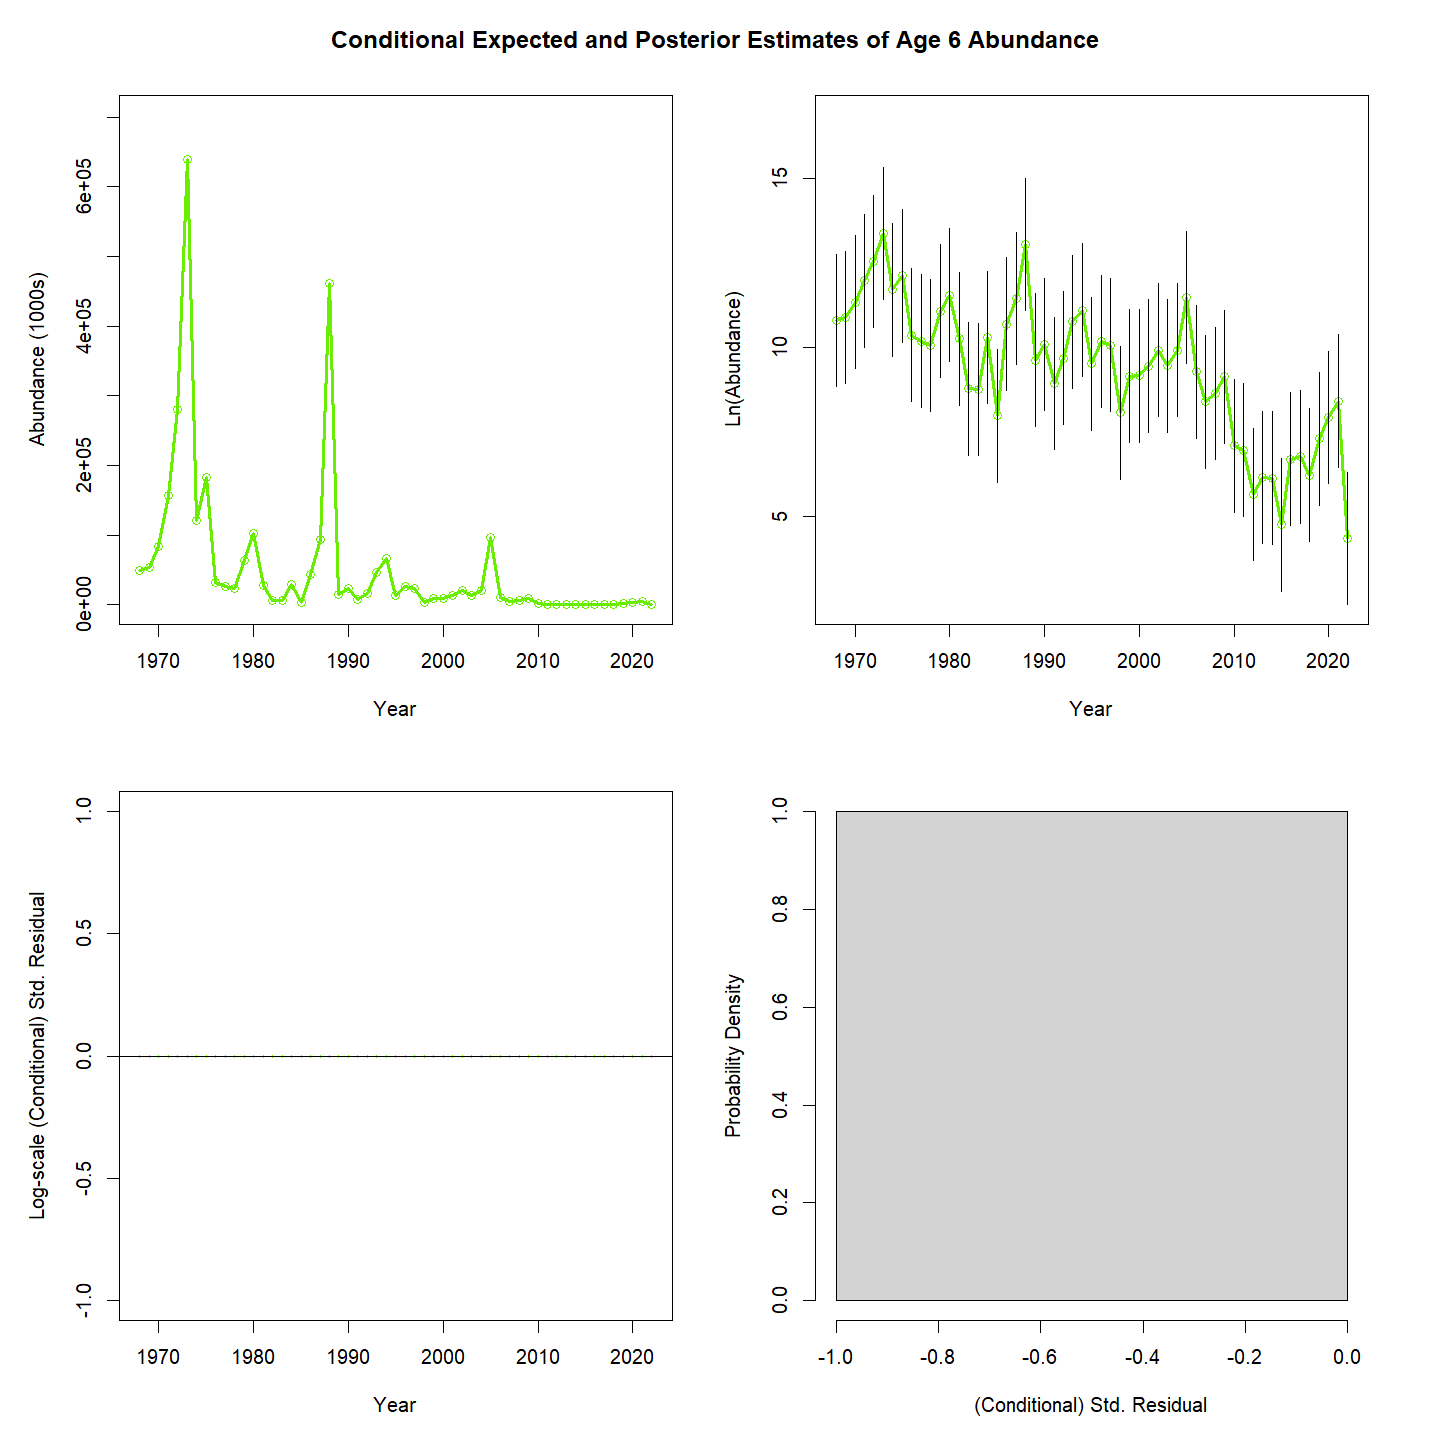 Conditional Expected and Posterior Estimates of Age 6 Abundance
Abundance (1000s)
6e+05
4e+05
2e+05
0e+00
1970 1980 1990 2000 2010 2020
Year
Ln(Abundance)
15
10
5
1970 1980 1990 2000 2010 2020
Year
Log-scale (Conditional) Std. Residual
1.0
0.5
0.0
-0.5
-1.0
1970 1980 1990 2000 2010 2020
Year
Probability Density
1.0
0.8
0.6
0.4
0.2
0.0
-1.0 -0.8 -0.6 -0.4 -0.2 0.0
(Conditional) Std. Residual